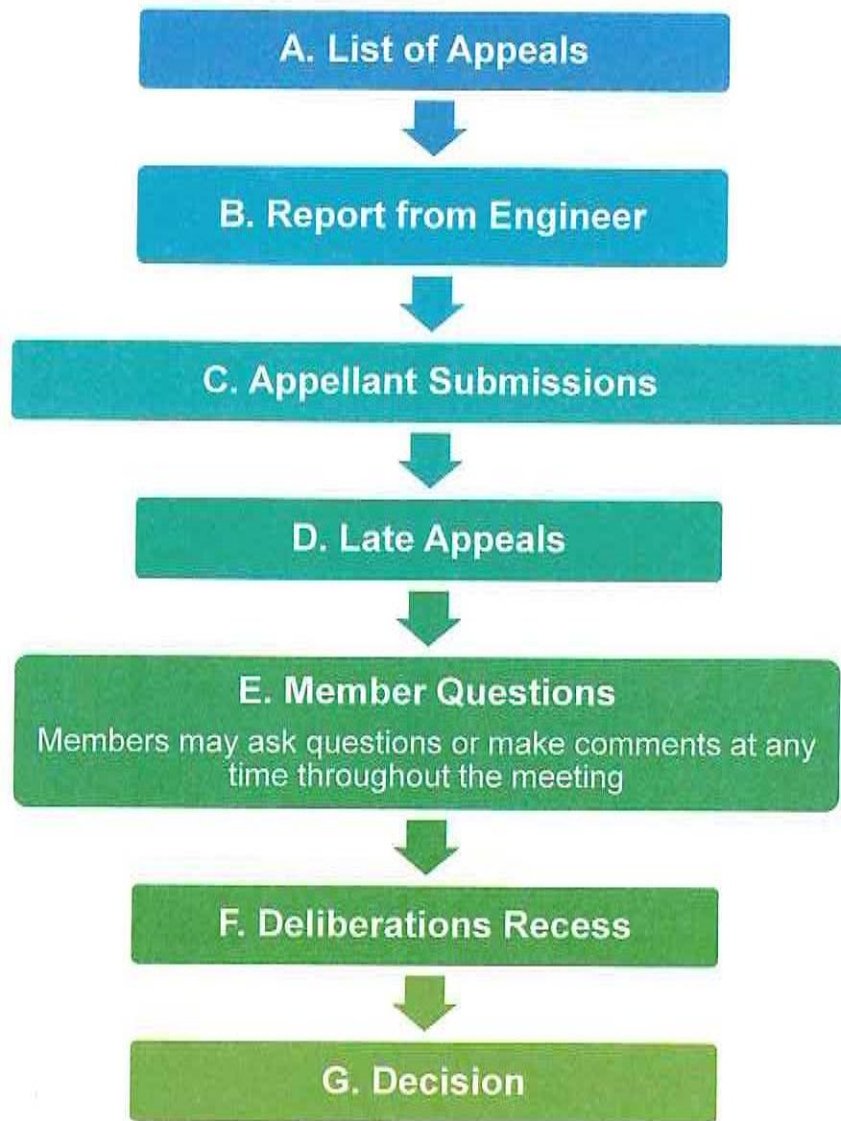 A. List of Appeals
B. Report from Engineer
C. Appellant Submissions
D. Late Appeals
E. Member Questions
Members may ask questions or make comments at any
time throughout the meeting
F. Deliberations Recess
G. Decision